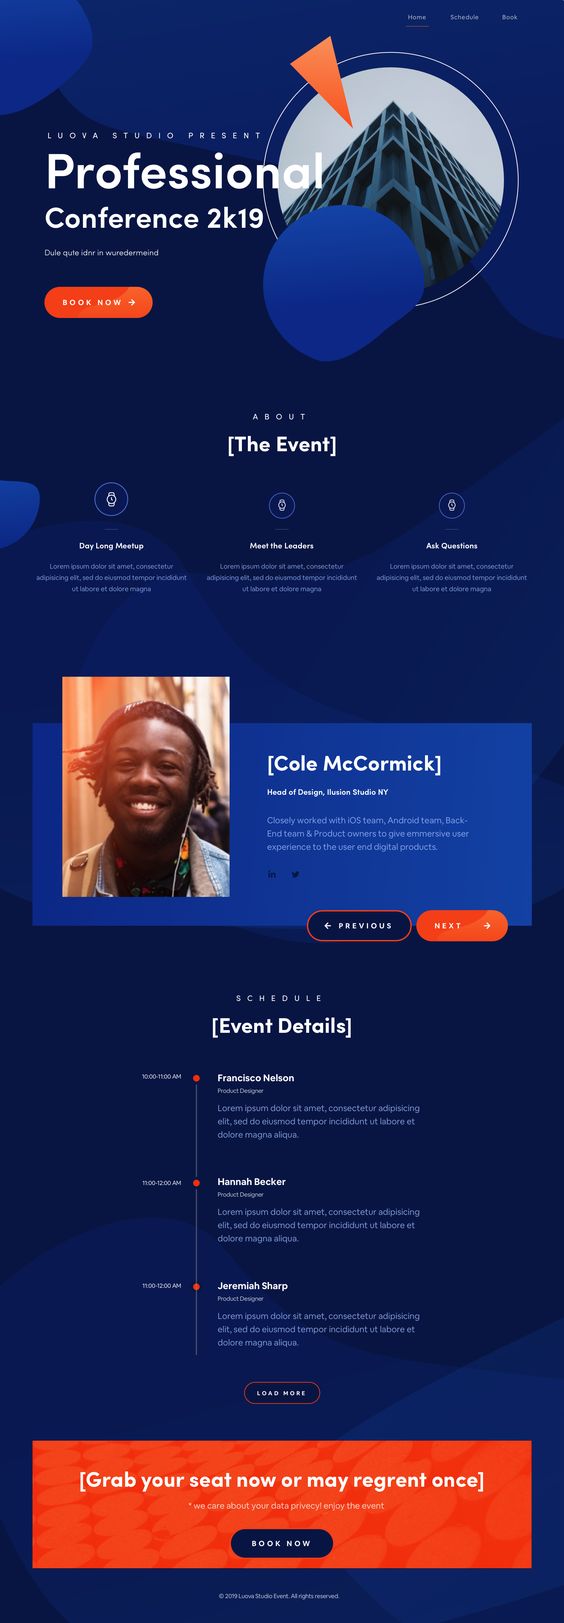 Home Schedule Book
LUOVA STUDIO PRESENT
Professional
Conference 2k19
Dule qute idnr in wuredermeind
BOOK NOW →
ABOUT
[The Event]
Day Long Meetup
Lorem ipsum dolor sit amet, consectetur
adipisicing elit, sed do eiusmod tempor incididunt
ut labore et dolore magna
Meet the Leaders
Lorem ipsum dolor sit amet, consectetur
adipisicing elit, sed do eiusmod tempor incididunt
ut labore et dolore magna
Ask Questions
Lorem ipsum dolor sit amet, consectetur
adipisicing elit, sed do eiusmod tempor incididunt
ut labore et dolore magna
[Cole McCormick]
Head of Design, Ilusion Studio NY
Closely worked with iOS team, Android team, Back-
End team & Product owners to give emmersive user
experience to the user end digital products.
in
← PREVIOUS
NEXT →
SCHEDULE
[Event Details]
10:00-11:00 AM
Francisco Nelson
Product Designer
Lorem ipsum dolor sit amet, consectetur adipisicing
elit, sed do eiusmod tempor incididunt ut labore et
dolore magna aliqua.
11:00-12:00 AM
Hannah Becker
Product Designer
Lorem ipsum dolor sit amet, consectetur adipisicing
elit, sed do eiusmod tempor incididunt ut labore et
dolore magna aliqua.
11:00-12:00 AM
Jeremiah Sharp
Product Designer
Lorem ipsum dolor sit amet, consectetur adipisicing
elit, sed do eiusmod tempor incididunt ut labore et
dolore magna aliqua.
LOAD MORE
[Grab your seat now or may regrent once]
* we care about your data privecy! enjoy the event
BOOK NOW
© 2019 Luova Studio Event. All rights reserved.